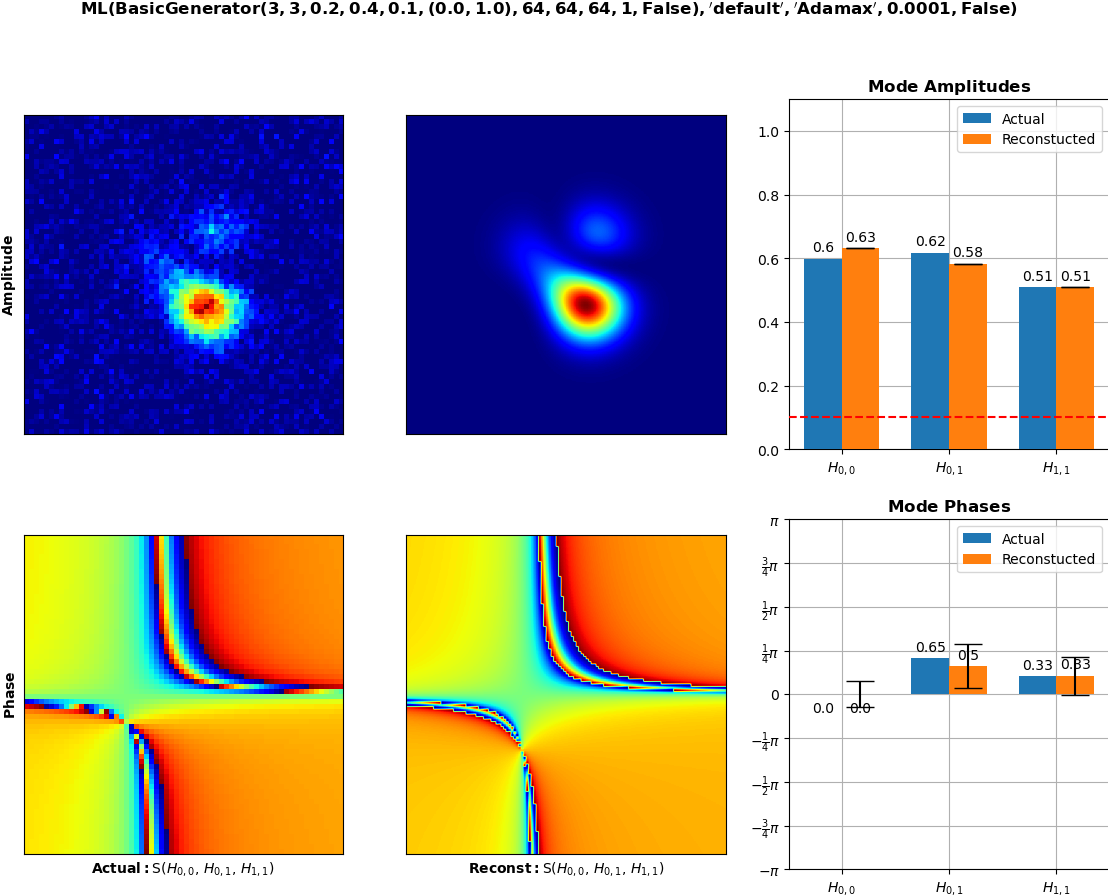 ML(BasicGenerator(3, 3, 0.2, 0.4, 0.1, (0.0, 1.0), 64, 64, 64, 1, False), ′default′, ′Adamax′, 0.0001, False)
Amplitude
Mode Amplitudes
Actual
Reconstucted
1.0
0.8
0.6
0.4
0.2
0.0
0.6
0.63
0.62
0.58
0.51
0.51
H0,0
H0,1
H1,1
Phase
Actual: S(H0,0, H0,1, H1,1)
Reconst: S(H0,0, H0,1, H1,1)
Mode Phases
Actual
Reconstucted
π
3/4π
1/2π
1/4π
0
−1/4π
−1/2π
−3/4π
−π
0.0
0.0
0.65
0.5
0.33
0.33
H0,0
H0,1
H1,1